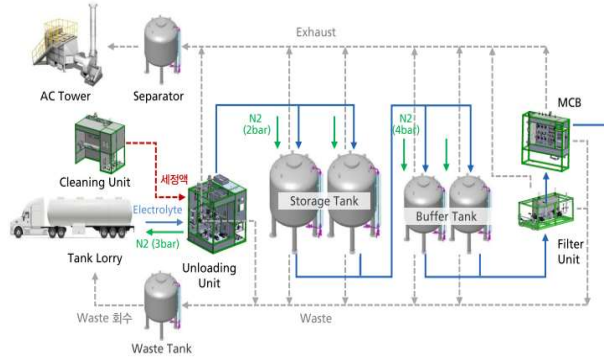 Exhaust
AC Tower
Separator
MCB
N2
(2bar)
N2
(4bar)
Cleaning Unit
세정액
Electrolyte
N2 (3bar)
Storage Tank
Buffer Tank
Tank Lorry
Unloading
Unit
Filter
Unit
Waste 회수
Waste
Waste Tank